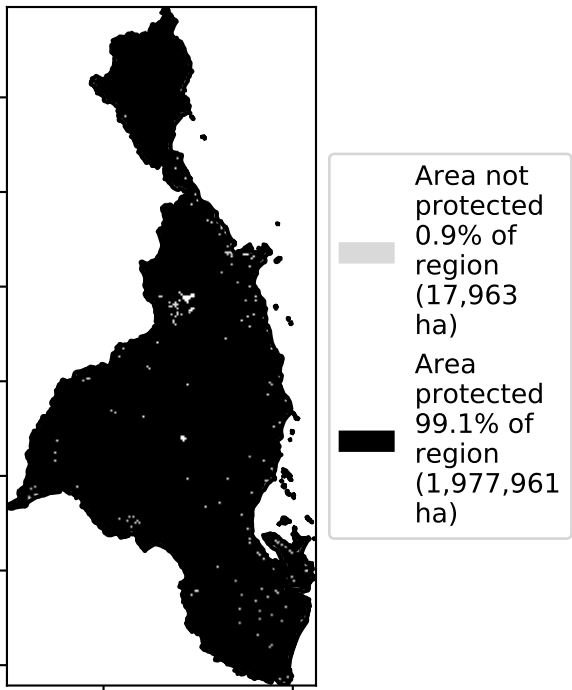 Area not
protected
0.9% of
region
(17,963
ha)
Area
protected
99.1% of
region
(1,977,961
ha)